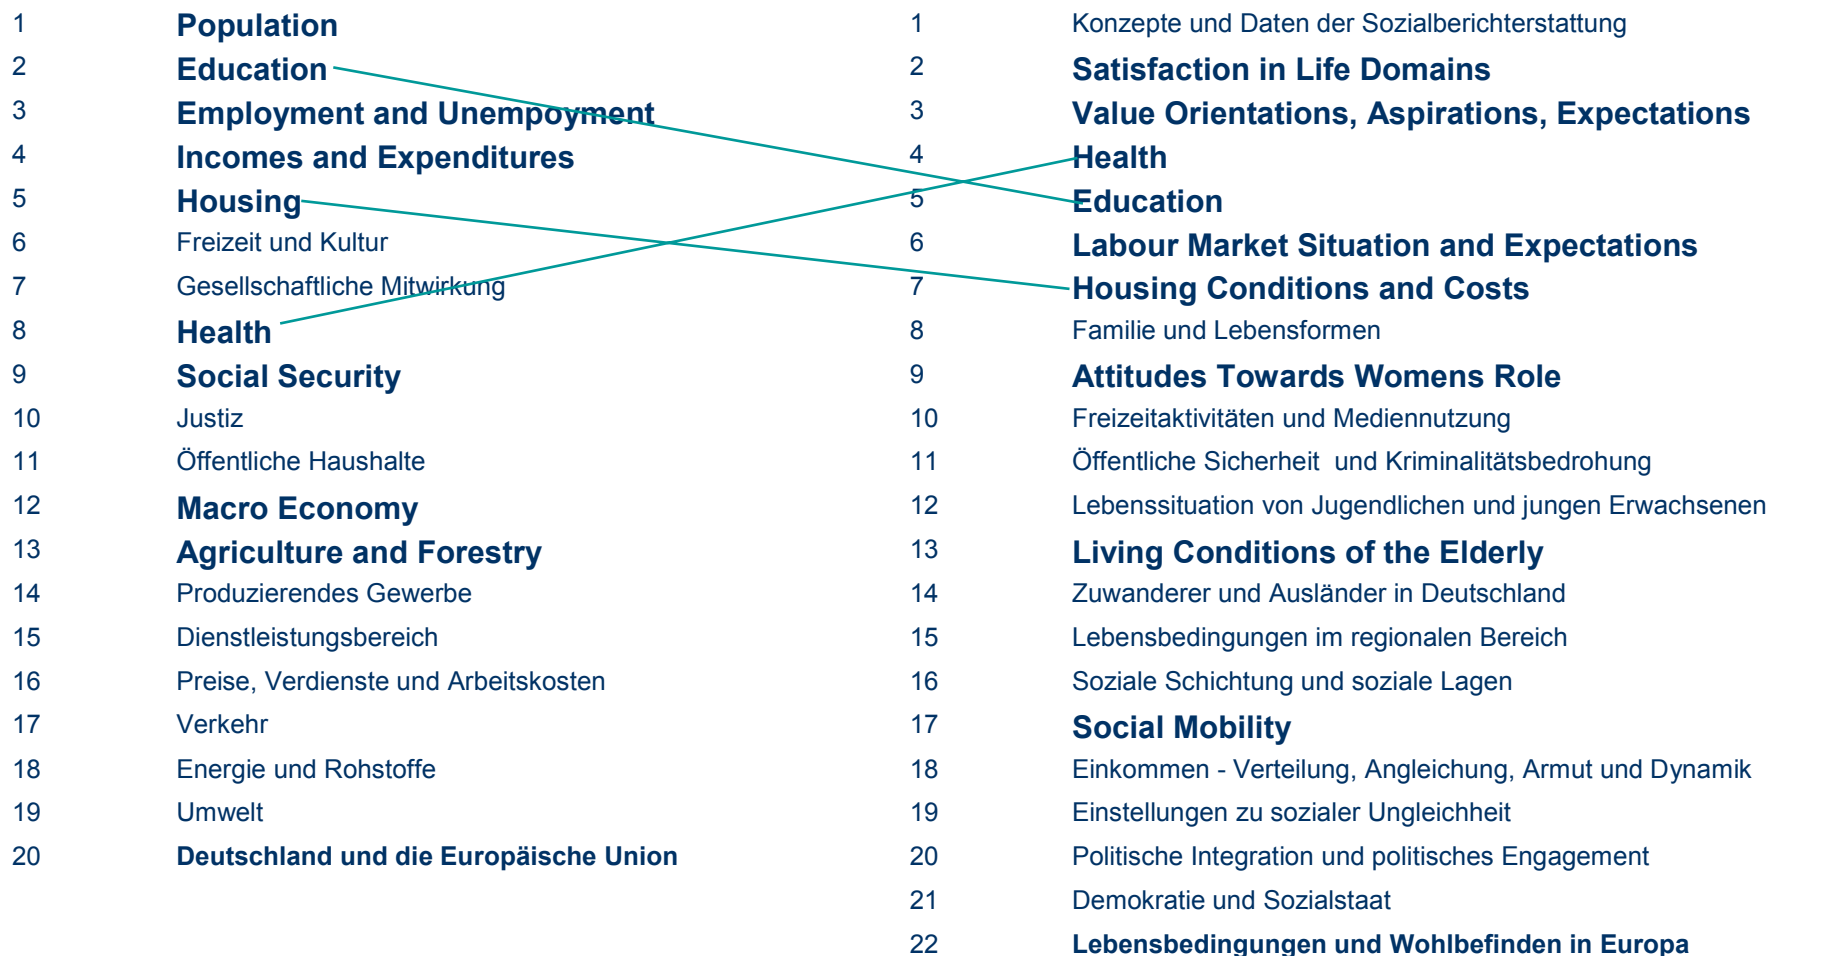 1 Population
2 Education
3 Employment and Unempoyment
4 Incomes and Expenditures
5 Housing
6 Freizeit und Kultur
7 Gesellschaftliche Mitwirkung
8 Health
9 Social Security
10 Justiz
11 Öffentliche Haushalte
12 Macro Economy
13 Agriculture and Forestry
14 Produzierendes Gewerbe
15 Dienstleistungsbereich
16 Preise, Verdienste und Arbeitskosten
17 Verkehr
18 Energie und Rohstoffe
19 Umwelt
20 Deutschland und die Europäische Union
1 Konzepte und Daten der Sozialberichterstattung
2 Satisfaction in Life Domains
3 Value Orientations, Aspirations, Expectations
4 Health
5 Education
6 Labour Market Situation and Expectations
7 Housing Conditions and Costs
8 Familie und Lebensformen
9 Attitudes Towards Womens Role
10 Freizeitaktivitäten und Mediennutzung
11 Öffentliche Sicherheit und Kriminalitätsbedrohung
12 Lebenssituation von Jugendlichen und jungen Erwachsenen
13 Living Conditions of the Elderly
14 Zuwanderer und Ausländer in Deutschland
15 Lebensbedingungen im regionalen Bereich
16 Soziale Schichtung und soziale Lagen
17 Social Mobility
18 Einkommen - Verteilung, Angleichung, Armut und Dynamik
19 Einstellungen zu sozialer Ungleichheit
20 Politische Integration und politisches Engagement
21 Demokratie und Sozialstaat
22 Lebensbedingungen und Wohlbefinden in Europa